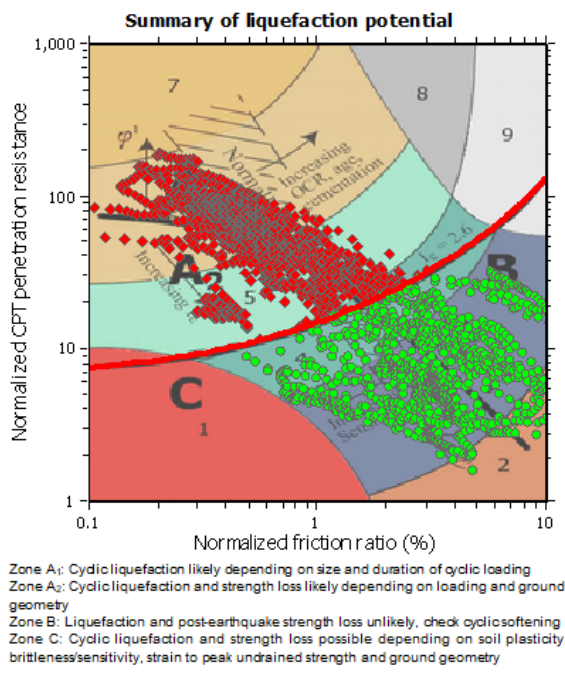 Summary of liquefaction potential
1,000
7
8
9
φ'
Increasing
OCR, age,
cementation
100
Ic = 2.6
A2
B
5
Increasing
10
C
1
2
1
0.1
1
10
Normalized CPT penetration resistance
Normalized friction ratio (%)
Zone A1: Cyclic liquefaction likely depending on size and duration of cyclic loading
Zone A2: Cyclic liquefaction and strength loss likely depending on loading and ground
geometry
Zone B: Liquefaction and post-earthquake strength loss unlikely, check cyclic softening
Zone C: Cyclic liquefaction and strength loss possible depending on soil plasticity
brittleness/sensitivity, strain to peak undrained strength and ground geometry